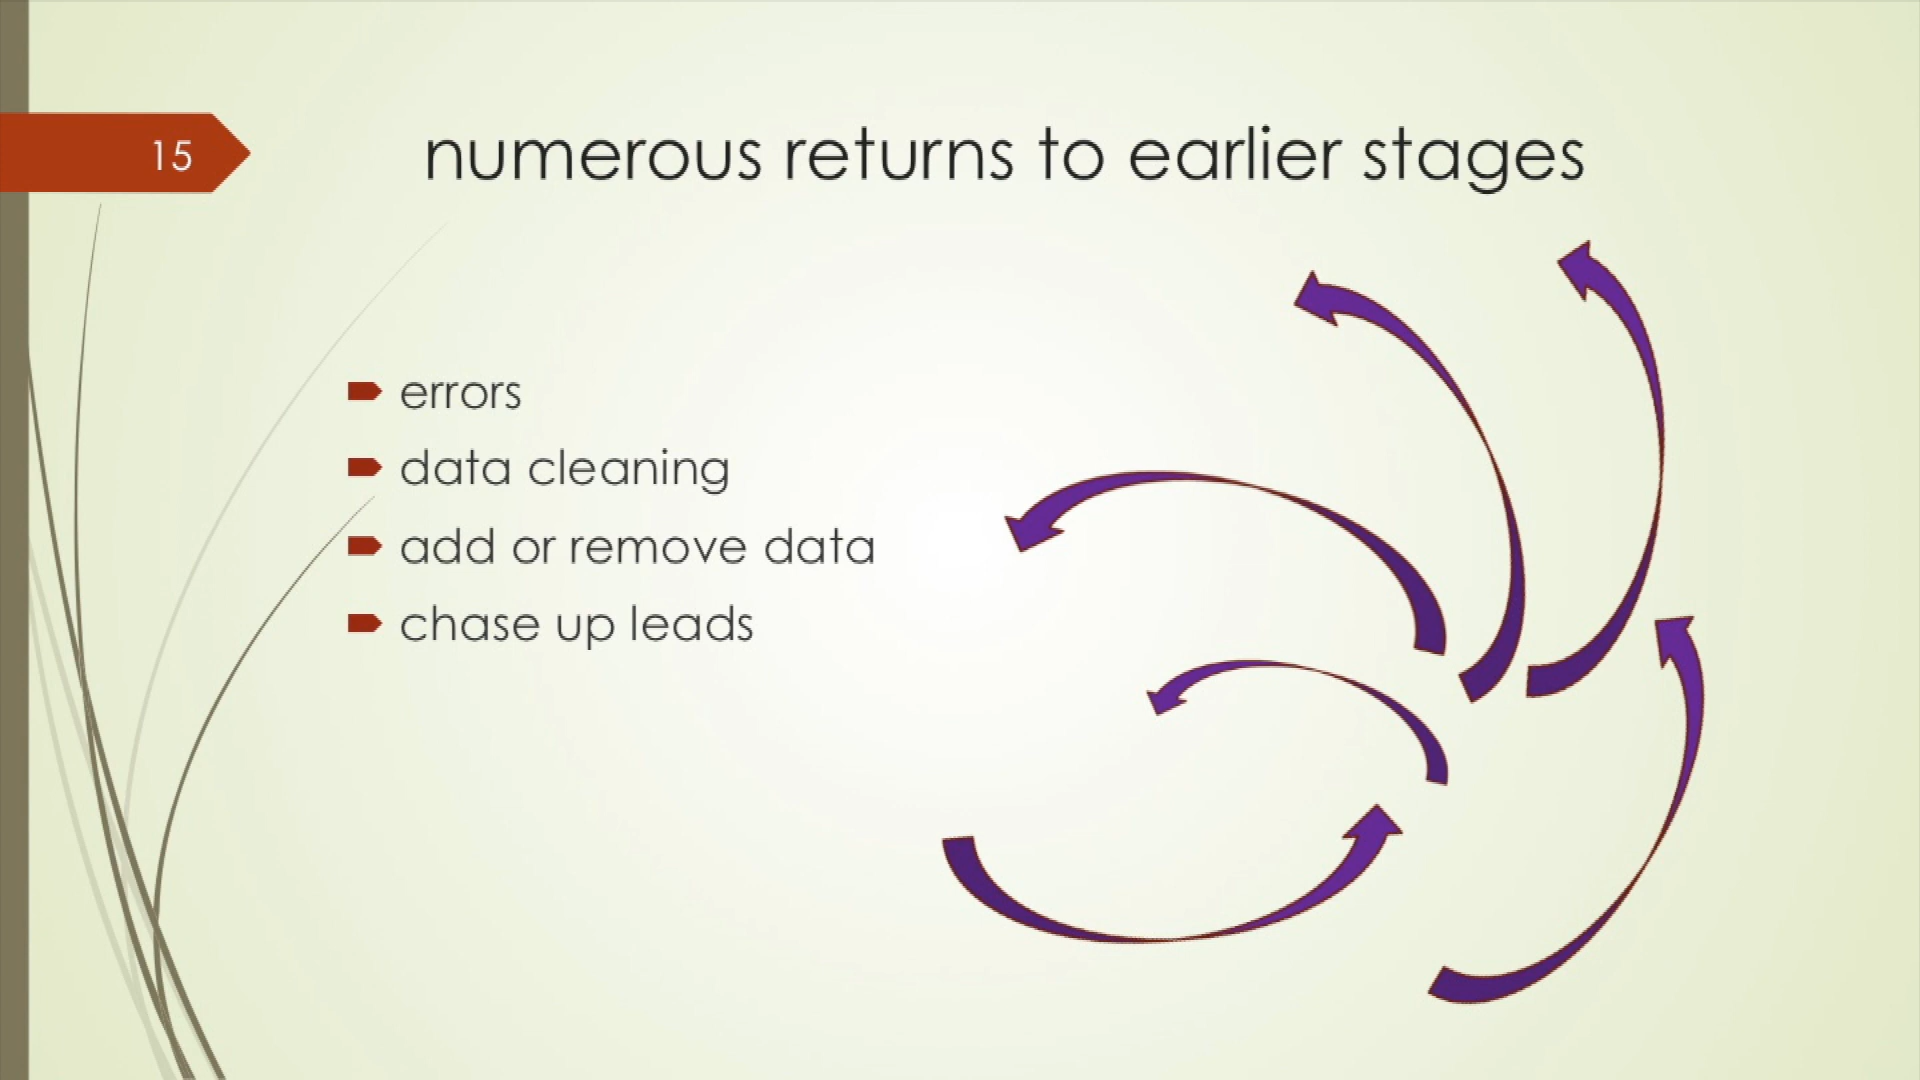 15
numerous returns to earlier stages
errors
data cleaning
add or remove data
chase up leads